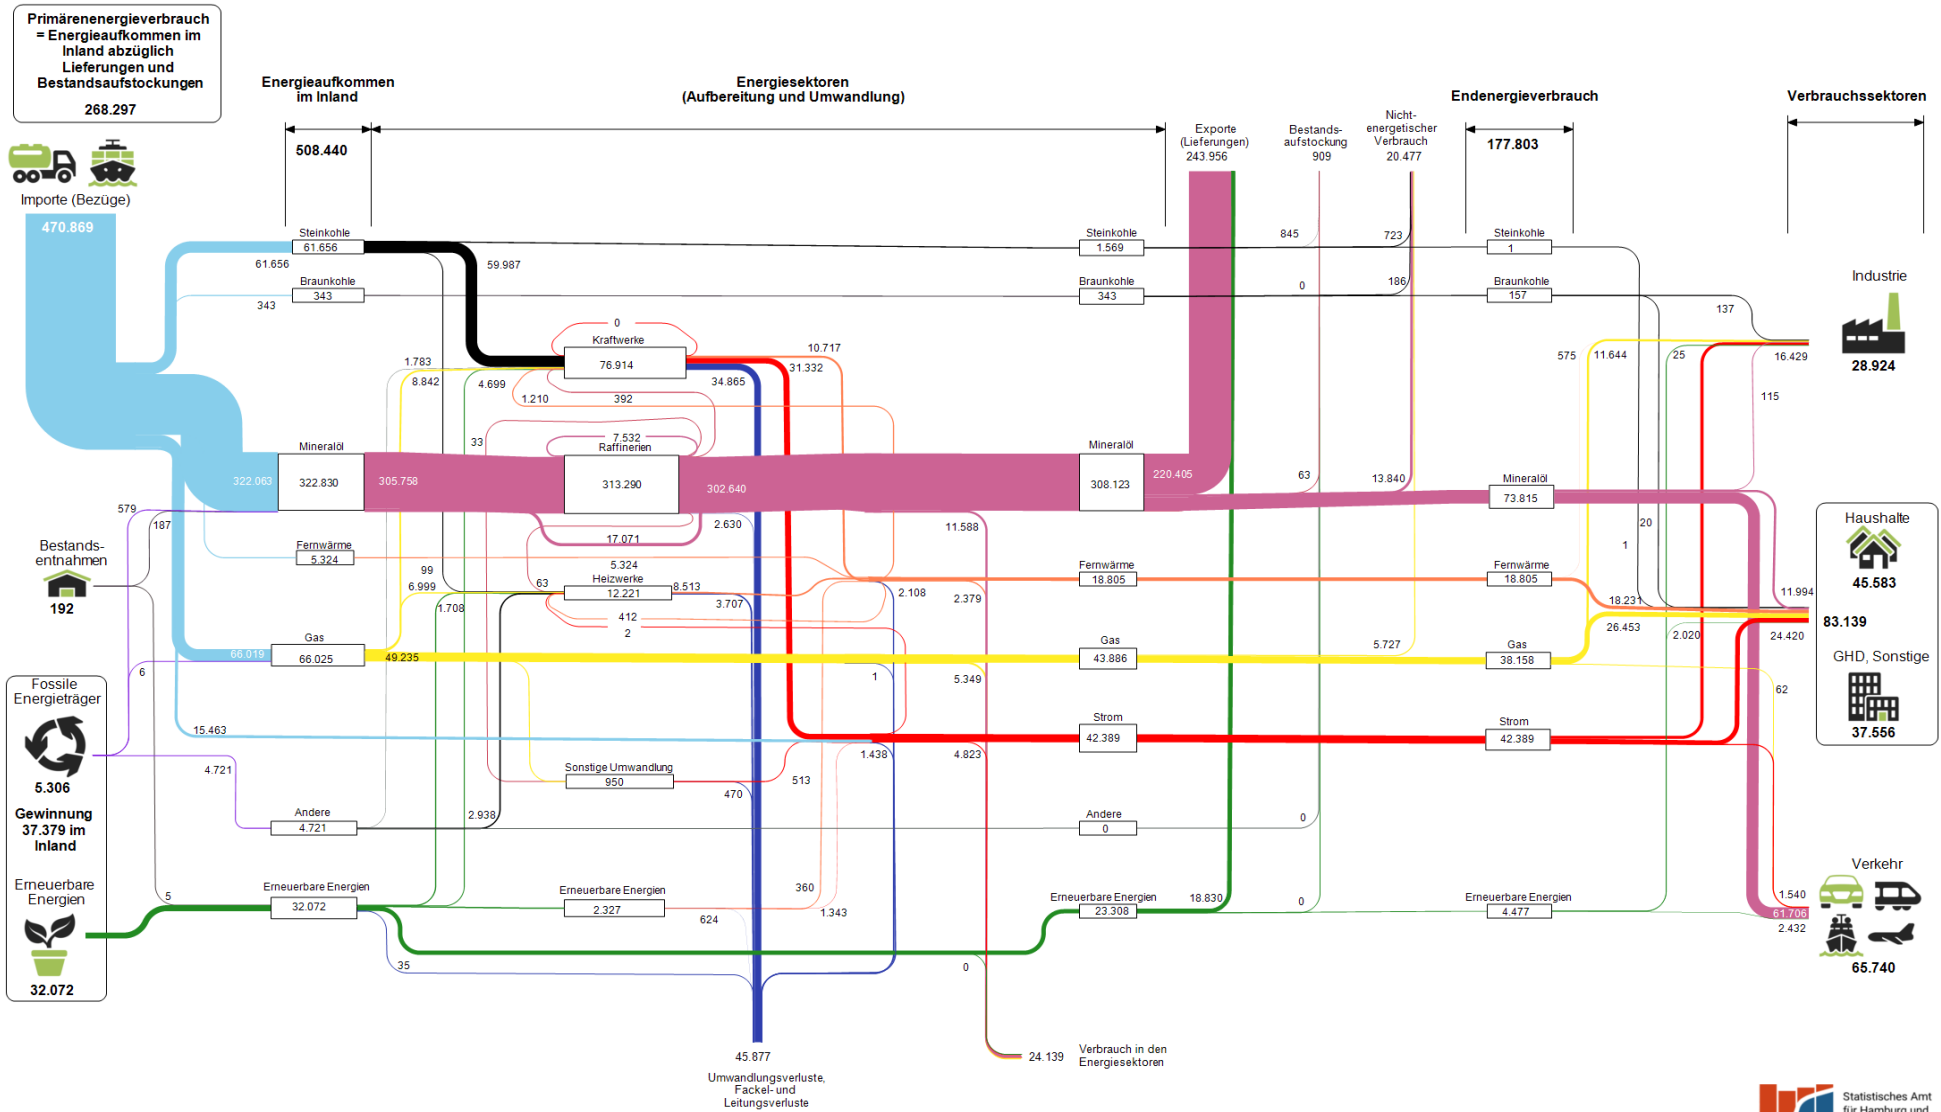 Primärenenergieverbrauch
= Energieaufkommen im
Inland abzüglich
Lieferungen und
Bestandsaufstockungen
268.297
Energieaufkommen
im Inland
508.440
Energiesektoren
(Aufbereitung und Umwandlung)
Endenergieverbrauch
177.803
Verbrauchssektoren
Exporte
(Lieferungen)
243.956
Bestands-
aufstockung
909
Nicht-
energetischer
Verbrauch
20.477
Importe (Bezüge)
470.869
Steinkohle
61.656
61.656
59.987
Steinkohle
1.569
845
723
Steinkohle
1
Braunkohle
343
343
Braunkohle
343
0
186
Braunkohle
157
137
Industrie
28.924
16.429
0
Kraftwerke
76.914
1.783
8.842
4.699
10.717
31.332
34.865
1.210
392
575
11.644
25
115
33
7.532
Raffinerien
313.290
Mineralöl
322.830
322.063
305.758
302.640
Mineralöl
308.123
220.405
63
13.840
Mineralöl
73.815
2.630
17.071
11.588
579
187
20
1
Bestands-
entnahmen
192
Fernwärme
5.324
5.324
99
6.999
1.708
63
Heizwerke
12.221
8.513
3.707
412
2
2.108
2.379
Fernwärme
18.805
Fernwärme
18.805
18.231
26.453
2.020
11.994
24.420
Haushalte
45.583
83.139
GHD, Sonstige
37.556
Gas
66.025
66.019
49.235
6
1
5.349
Gas
43.886
5.727
Gas
38.158
62
Fossile
Energieträger
5.306
Gewinnung
37.379 im
Inland
Erneuerbare
Energien
32.072
15.463
4.721
1.438
4.823
Strom
42.389
Strom
42.389
Sonstige Umwandlung
950
470
513
Andere
4.721
2.938
Andere
0
0
5
Erneuerbare Energien
32.072
Erneuerbare Energien
2.327
624
360
1.343
Erneuerbare Energien
23.308
18.830
0
Erneuerbare Energien
4.477
Verkehr
1.540
61.706
2.432
65.740
35
0
45.877
Umwandlungsverluste,
Fackel- und
Leitungsverluste
24.139
Verbrauch in den
Energiesektoren
Statistisches Amt
für Hamburg und